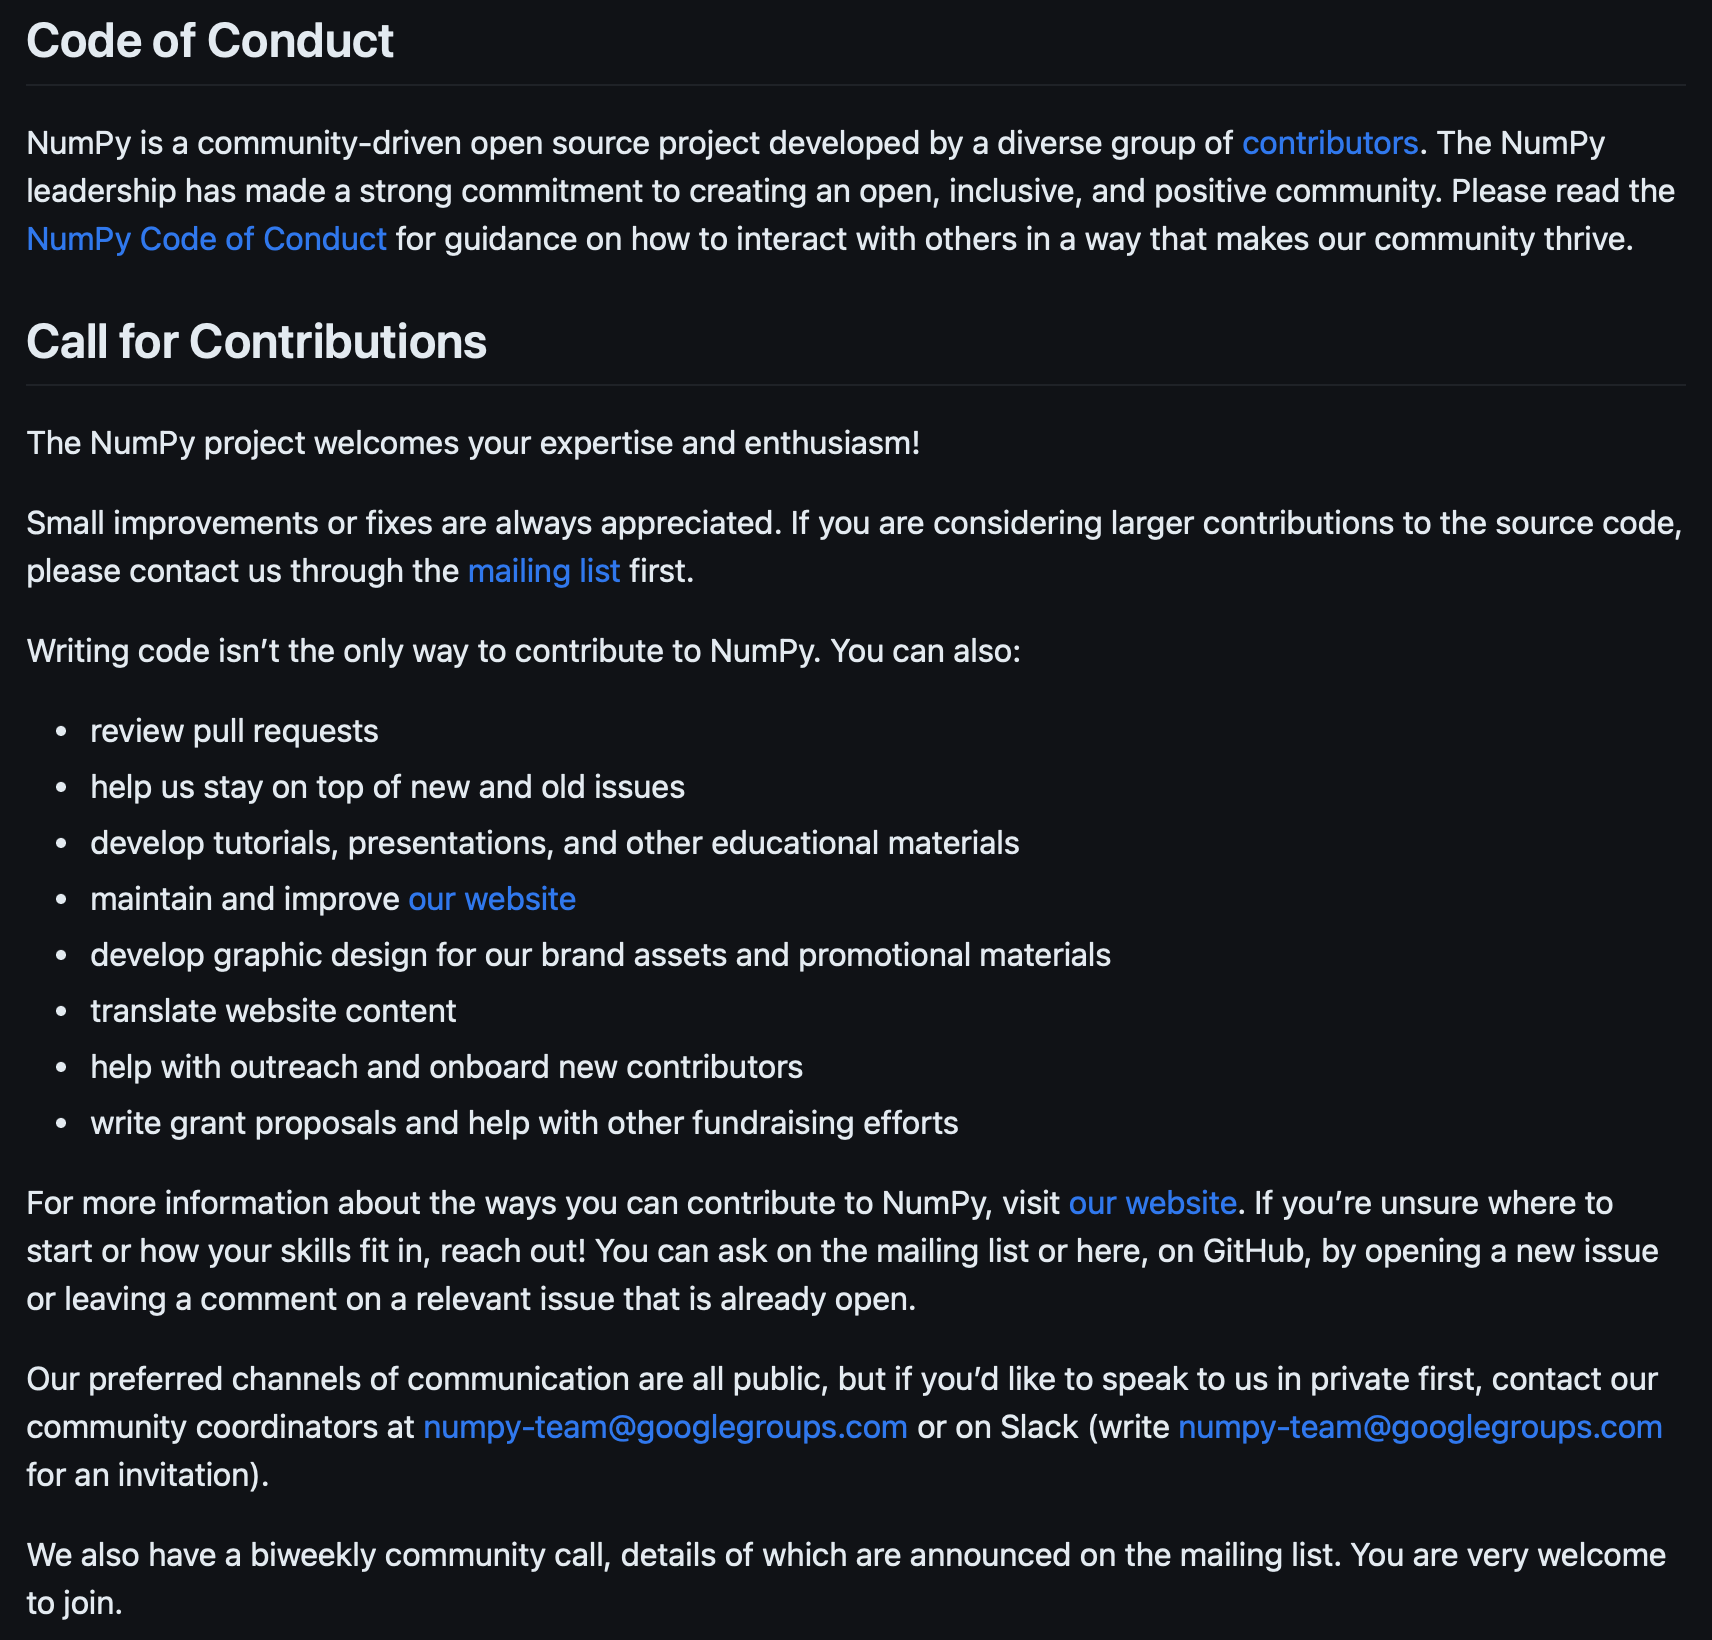 Code of Conduct
NumPy is a community-driven open source project developed by a diverse group of contributors. The NumPy
leadership has made a strong commitment to creating an open, inclusive, and positive community. Please read the
NumPy Code of Conduct for guidance on how to interact with others in a way that makes our community thrive.
Call for Contributions
The NumPy project welcomes your expertise and enthusiasm!
Small improvements or fixes are always appreciated. If you are considering larger contributions to the source code,
please contact us through the mailing list first.
Writing code isn’t the only way to contribute to NumPy. You can also:
• review pull requests
• help us stay on top of new and old issues
• develop tutorials, presentations, and other educational materials
• maintain and improve our website
• develop graphic design for our brand assets and promotional materials
• translate website content
• help with outreach and onboard new contributors
• write grant proposals and help with other fundraising efforts
For more information about the ways you can contribute to NumPy, visit our website. If you’re unsure where to
start or how your skills fit in, reach out! You can ask on the mailing list or here, on GitHub, by opening a new issue
or leaving a comment on a relevant issue that is already open.
Our preferred channels of communication are all public, but if you’d like to speak to us in private first, contact our
community coordinators at numpy-team@googlegroups.com or on Slack (write numpy-team@googlegroups.com
for an invitation).
We also have a biweekly community call, details of which are announced on the mailing list. You are very welcome
to join.